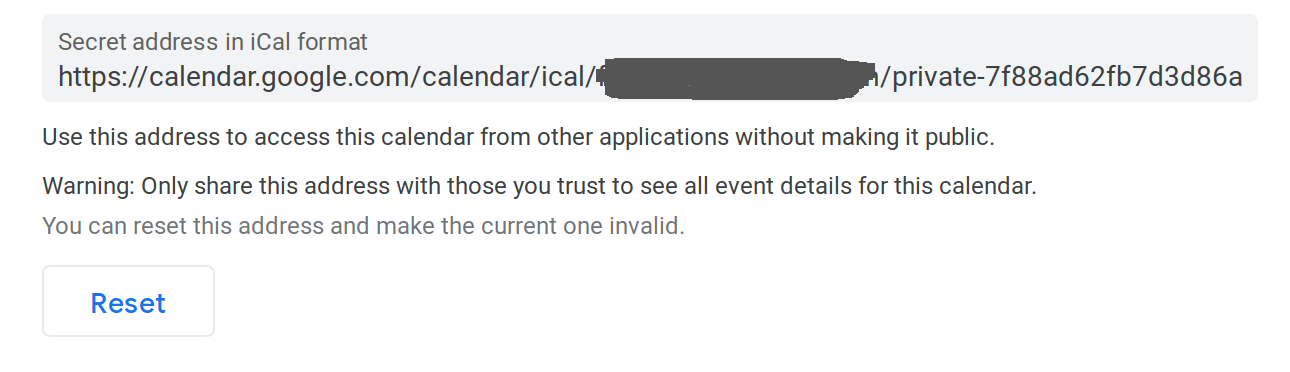 Secret address in iCal format
https://calendar.google.com/calendar/ical/ /private-7f88ad62fb7d3d86a
Use this address to access this calendar from other applications without making it public.
Warning: Only share this address with those you trust to see all event details for this calendar.
You can reset this address and make the current one invalid.
Reset